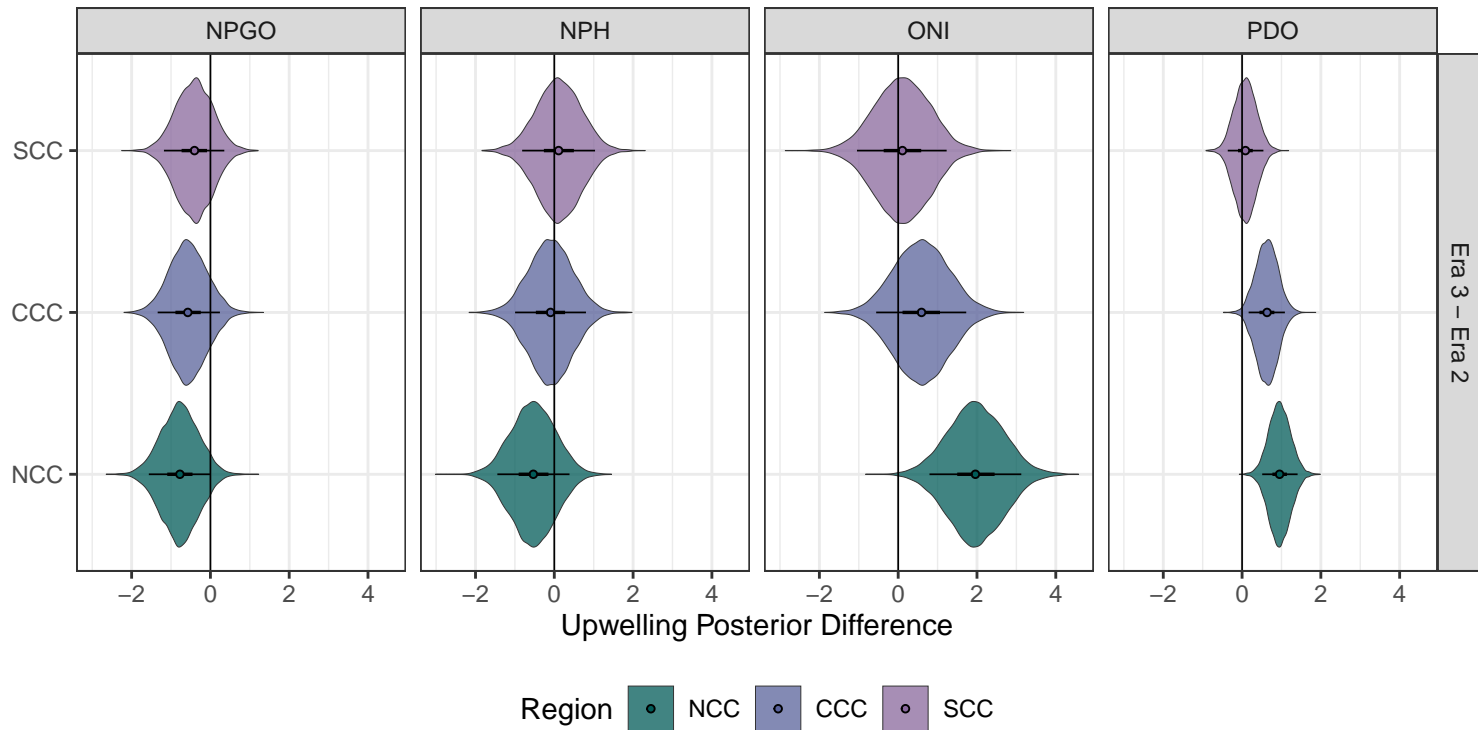 NPGO NPH ONI PDO
SCC
CCC
NCC
Era 3 − Era 2
−2 0 2 4 −2 0 2 4 −2 0 2 4 −2 0 2 4
Upwelling Posterior Difference
Region NCC CCC SCC